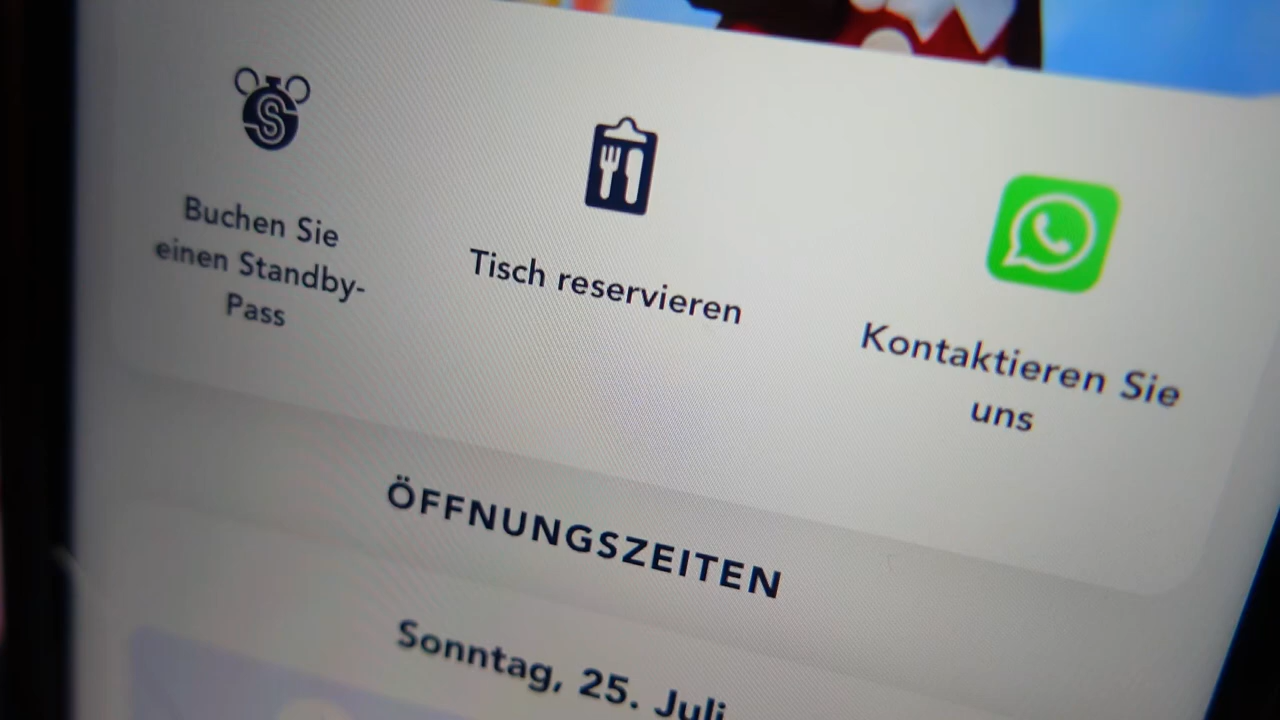 Buchen Sie
einen Standby-
Pass
Tisch reservieren
Kontaktieren Sie
uns
ÖFFNUNGSZEITEN
Sonntag, 25. Juli